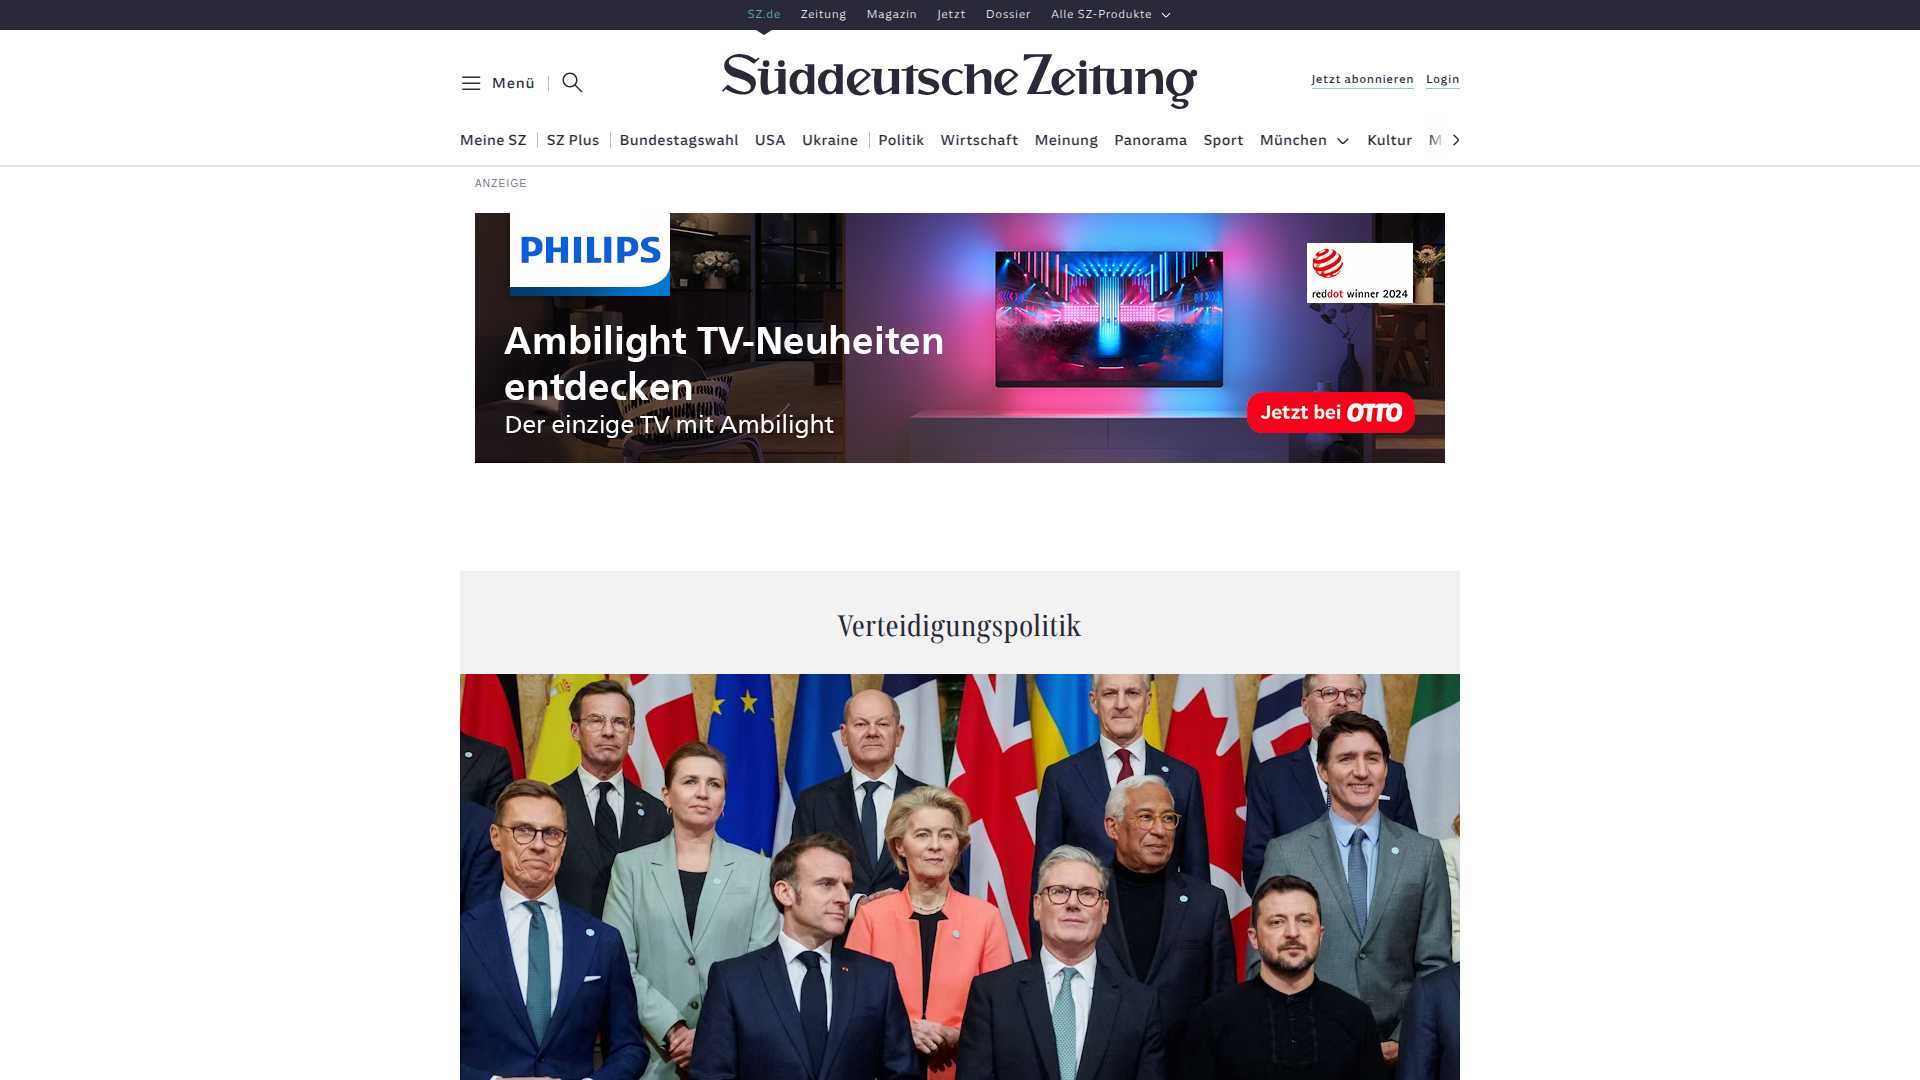 SZ.de Zeitung Magazin Jetzt Dossier Alle SZ-Produkte
Menü
Süddeutsche Zeitung
Jetzt abonnieren Login
Meine SZ SZ Plus Bundestagswahl USA Ukraine Politik Wirtschaft Meinung Panorama Sport München Kultur M
ANZEIGE
PHILIPS
reddot winner 2024
Ambilight TV-Neuheiten
entdecken
Der einzige TV mit Ambilight
Jetzt bei OTTO
Verteidigungspolitik